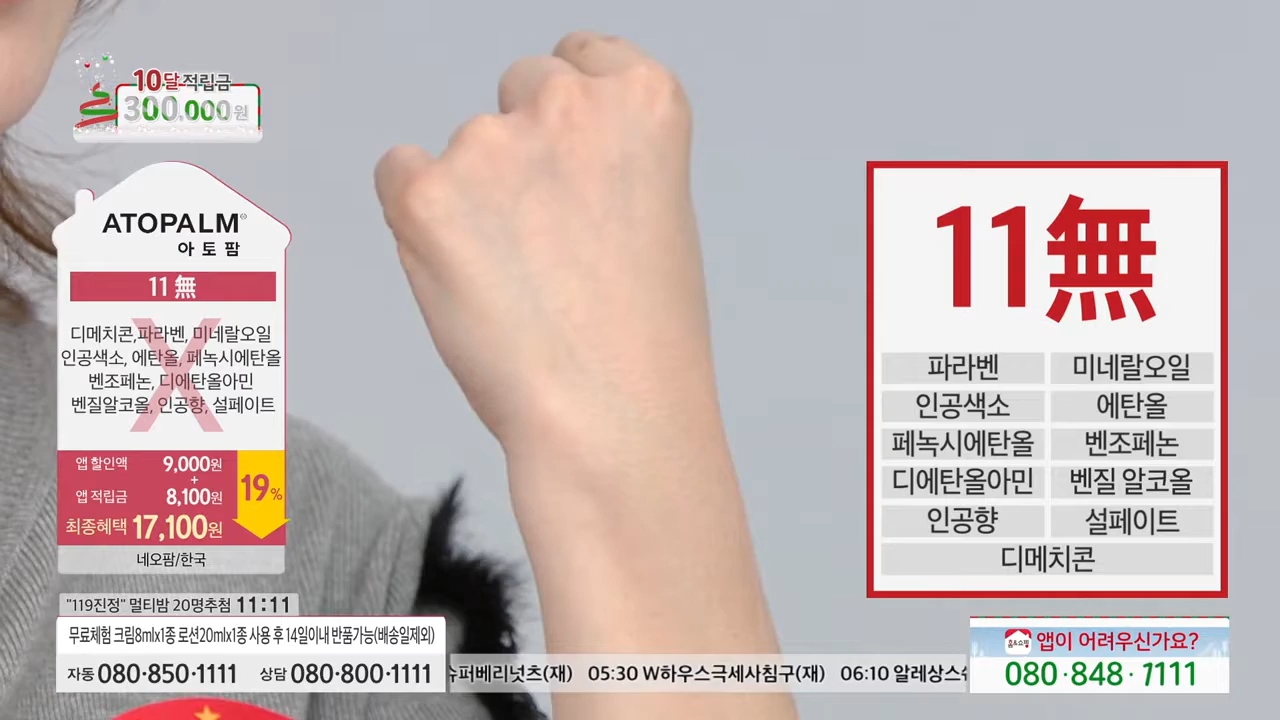 10달 적립금
300.000원
ATOPALM®
아토팜
11 無
디메치콘,파라벤, 미네랄오일
인공색소, 에탄올, 페녹시에탄올
벤조페논, 디에탄올아민
벤질알코올, 인공향, 설페이트
X
앱 할인액 9,000원
+
앱 적립금 8,100원
최종혜택 17,100원
19%
네오팜/한국
"119진정" 멀티밤 20명추첨 11:11
무료체험 크림8mlx1종 로션20mlx1종 사용 후 14일이내 반품가능(배송일제외)
자동 080·850·1111 상담 080·800·1111
슈퍼베리넛츠(재) 05:30 W하우스극세사침구(재) 06:10 알레상스
11無
파라벤 미네랄오일
인공색소 에탄올
페녹시에탄올 벤조페논
디에탄올아민 벤질 알코올
인공향 설페이트
디메치콘
홈&쇼핑 앱이 어려우신가요?
080·848·7111